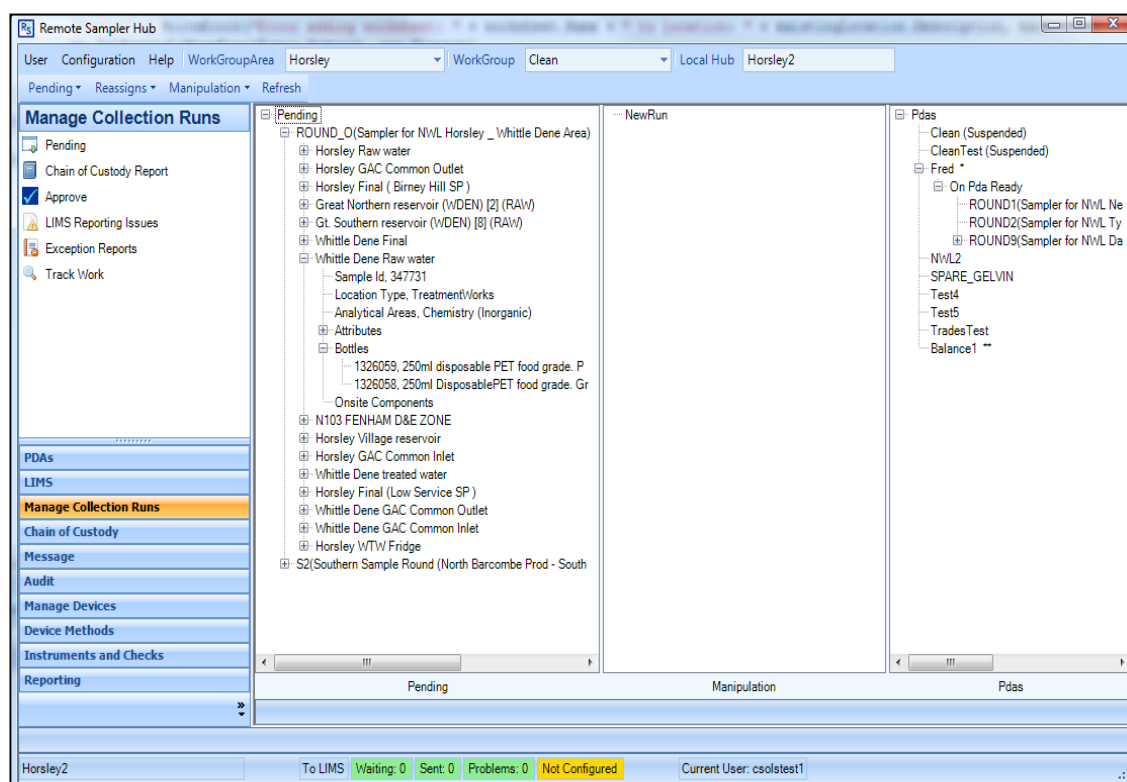 Remote Sampler Hub
User Configuration Help WorkGroupArea Horsley WorkGroup Clean Local Hub Horsley2
Pending Reassigns Manipulation Refresh
Manage Collection Runs
Pending
Chain of Custody Report
Approve
LIMS Reporting Issues
Exception Reports
Track Work
PDAs
LIMS
Manage Collection Runs
Chain of Custody
Message
Audit
Manage Devices
Device Methods
Instruments and Checks
Reporting
Pending
ROUND_O(Sampler for NWL Horsley _ Whittle Dene Area)
Horsley Raw water
Horsley GAC Common Outlet
Horsley Final ( Birney Hill SP )
Great Northern reservoir (WDEN) [2] (RAW)
Gt. Southern reservoir (WDEN) [8] (RAW)
Whittle Dene Final
Whittle Dene Raw water
Sample Id, 347731
Location Type, TreatmentWorks
Analytical Areas, Chemistry (Inorganic)
Attributes
Bottles
1326059, 250ml disposable PET food grade. P
1326058, 250ml DisposablePET food grade. Gr
Onsite Components
N103 FENHAM D&E ZONE
Horsley Village reservoir
Horsley GAC Common Inlet
Whittle Dene treated water
Horsley Final (Low Service SP )
Whittle Dene GAC Common Outlet
Whittle Dene GAC Common Inlet
Horsley WTW Fridge
S2(Southern Sample Round (North Barcombe Prod - South
Pending
NewRun
Manipulation
Pdas
Clean (Suspended)
CleanTest (Suspended)
Fred *
On Pda Ready
ROUND1(Sampler for NWL Ne
ROUND2(Sampler for NWL Ty
ROUND9(Sampler for NWL Da
NWL2
SPARE_GELVIN
Test4
Test5
TradesTest
Balance1 **
Pdas
Horsley2 To LIMS Waiting: 0 Sent: 0 Problems: 0 Not Configured Current User: csolstest1